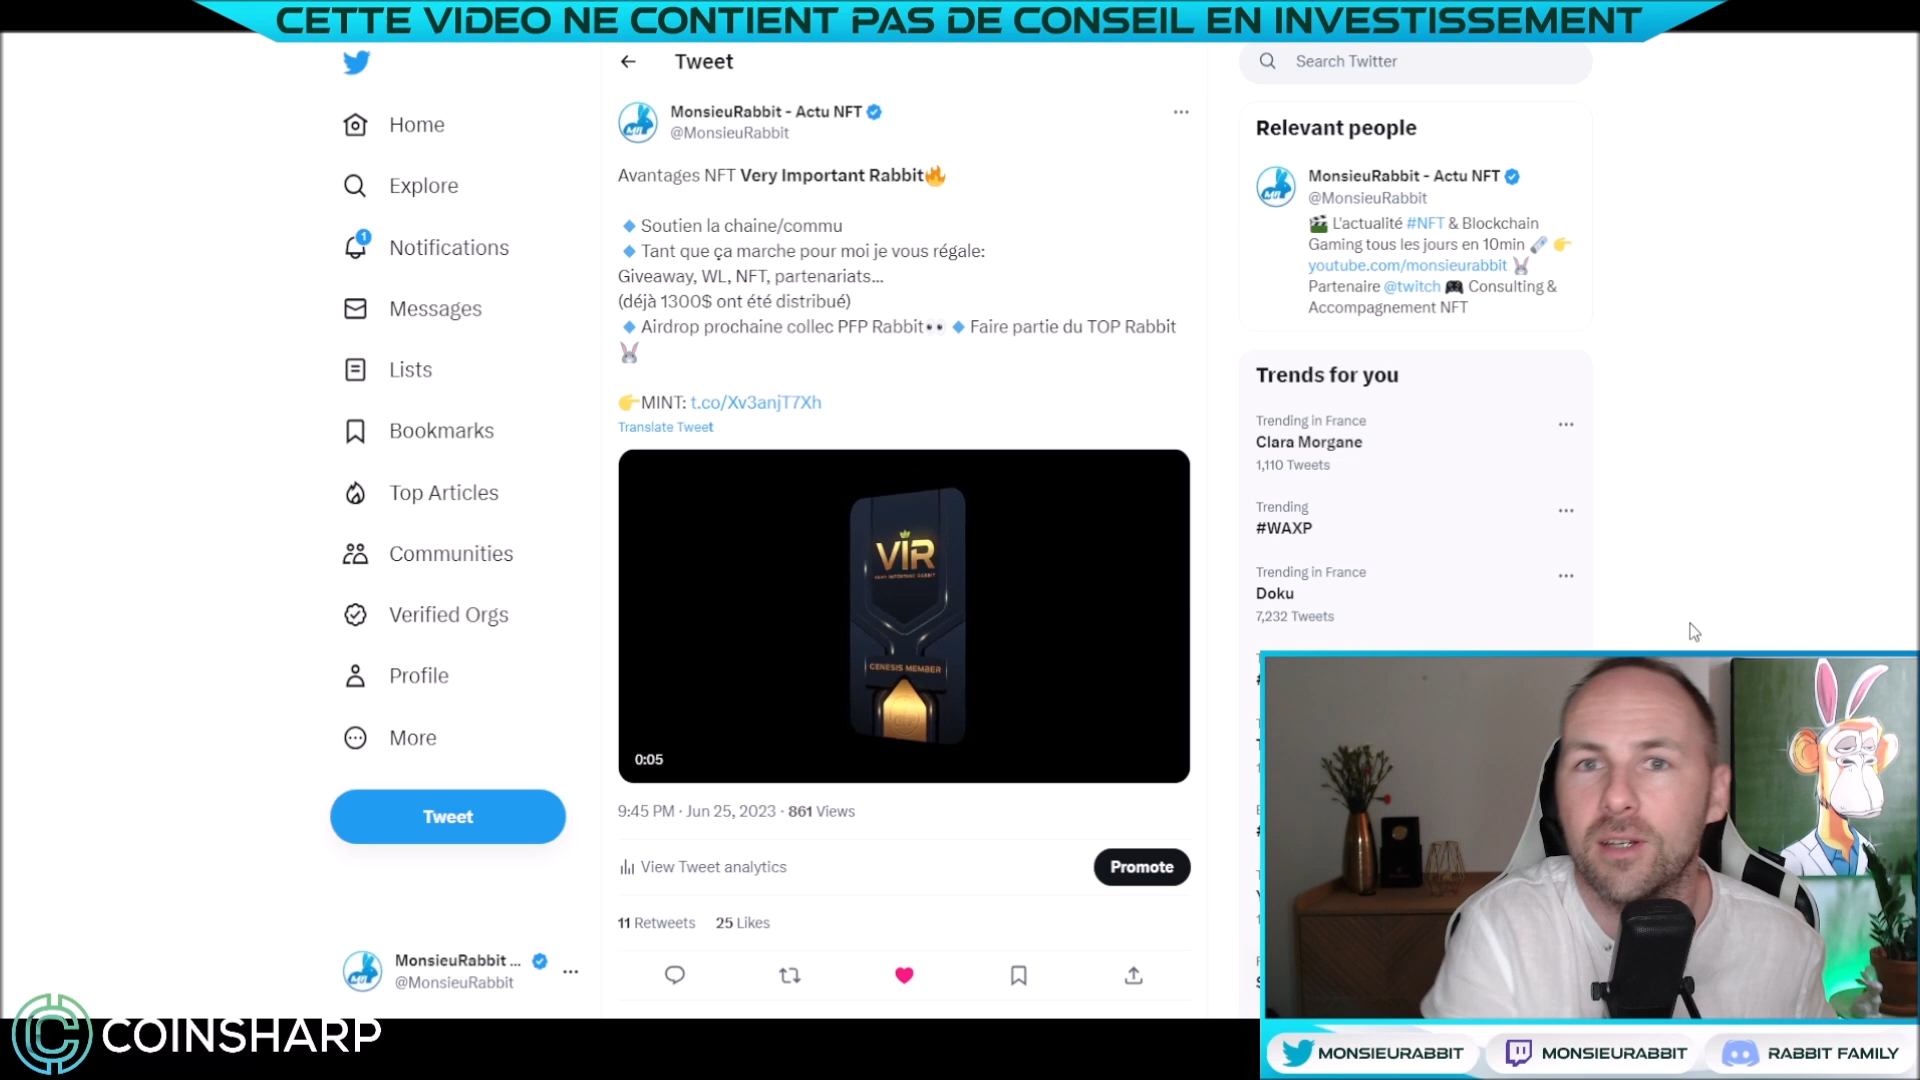 CETTE VIDEO NE CONTIENT PAS DE CONSEIL EN INVESTISSEMENT
Home
Explore
1
Notifications
Messages
Lists
Bookmarks
Top Articles
Communities
Verified Orgs
Profile
More
Tweet
MonsieuRabbit ...
@MonsieuRabbit
COINSHARP
Tweet
MonsieuRabbit - Actu NFT
@MonsieuRabbit
Avantages NFT Very Important Rabbit🔥
🔹Soutien la chaine/commu
🔹Tant que ça marche pour moi je vous régale:
Giveaway, WL, NFT, partenariats...
(déjà 1300$ ont été distribué)
🔹Airdrop prochaine collec PFP Rabbit👀 🔹Faire partie du TOP Rabbit
🐰
👉MINT: t.co/Xv3anjT7Xh
Translate Tweet
VIR
VERY IMPORTANT RABBIT
GENESIS MEMBER
0:05
9:45 PM · Jun 25, 2023 · 861 Views
View Tweet analytics
Promote
11 Retweets 25 Likes
Search Twitter
Relevant people
MonsieuRabbit - Actu NFT
@MonsieuRabbit
🎬 L'actualité #NFT & Blockchain
Gaming tous les jours en 10min 🗞️ 👉
youtube.com/monsieurabbit 🐰
Partenaire @twitch 🎮 Consulting &
Accompagnement NFT
Trends for you
Trending in France
Clara Morgane
1,110 Tweets
Trending
#WAXP
Trending in France
Doku
7,232 Tweets
MONSIEURABBIT
MONSIEURABBIT
RABBIT FAMILY